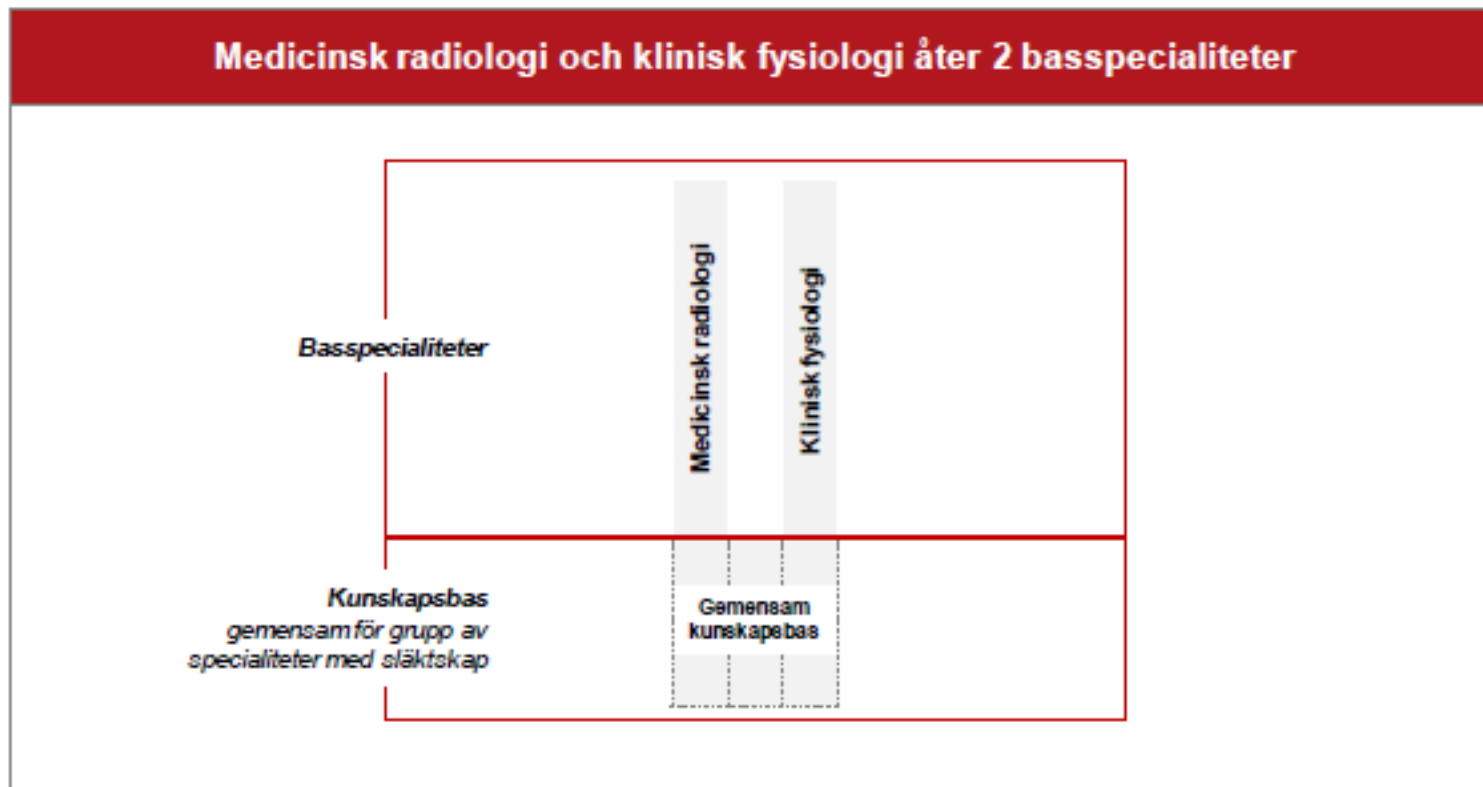 Medicinsk radiologi och klinisk fysiologi åter 2 basspecialiteter
Basspecialiteter
Medicinsk radiologi
Klinisk fysiologi
Kunskapsbas
gemensam för grupp av
specialiteter med släktskap
Gemensam
kunskapsbas